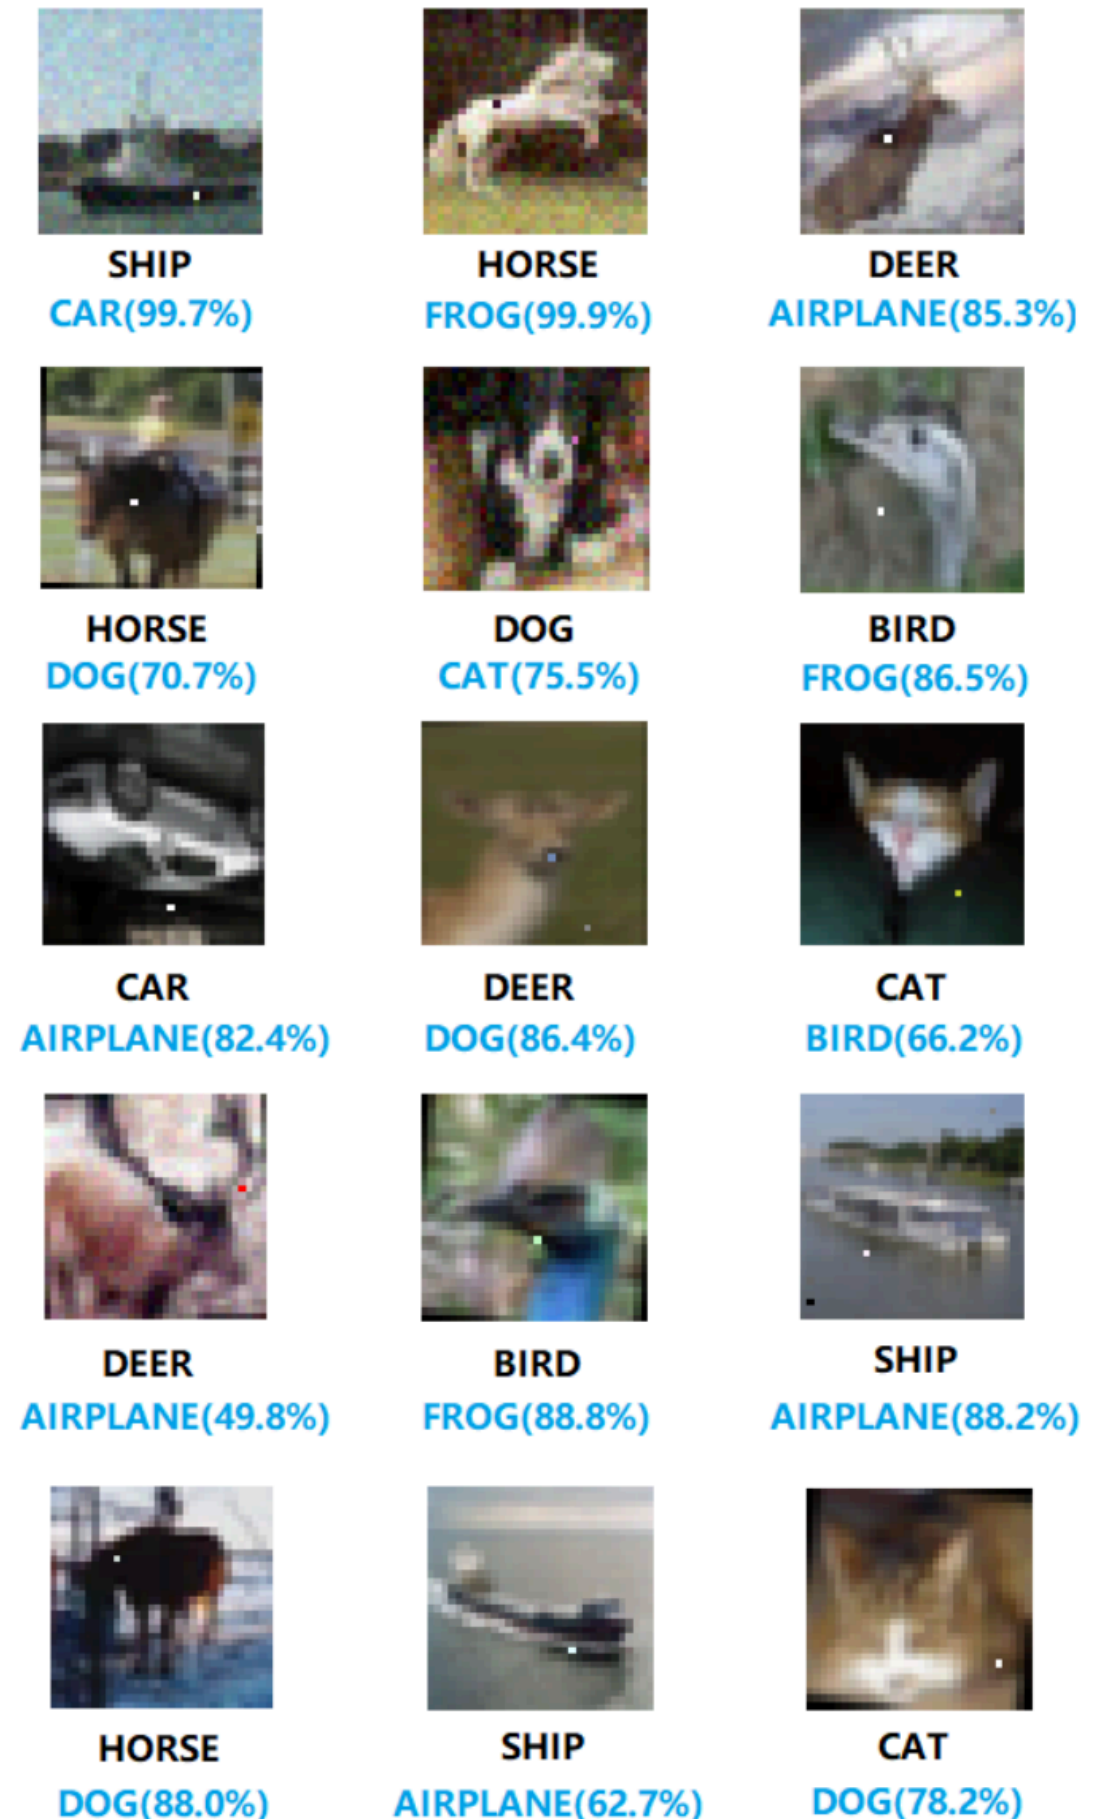 SHIP
CAR(99.7%)
HORSE
FROG(99.9%)
DEER
AIRPLANE(85.3%)
HORSE
DOG(70.7%)
DOG
CAT(75.5%)
BIRD
FROG(86.5%)
CAR
AIRPLANE(82.4%)
DEER
DOG(86.4%)
CAT
BIRD(66.2%)
DEER
AIRPLANE(49.8%)
BIRD
FROG(88.8%)
SHIP
AIRPLANE(88.2%)
HORSE
DOG(88.0%)
SHIP
AIRPLANE(62.7%)
CAT
DOG(78.2%)